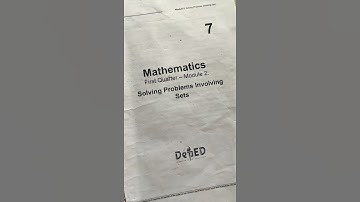 7
Mathematics
First Quarter – Module 2:
Solving Problems Involving
Sets
DepED